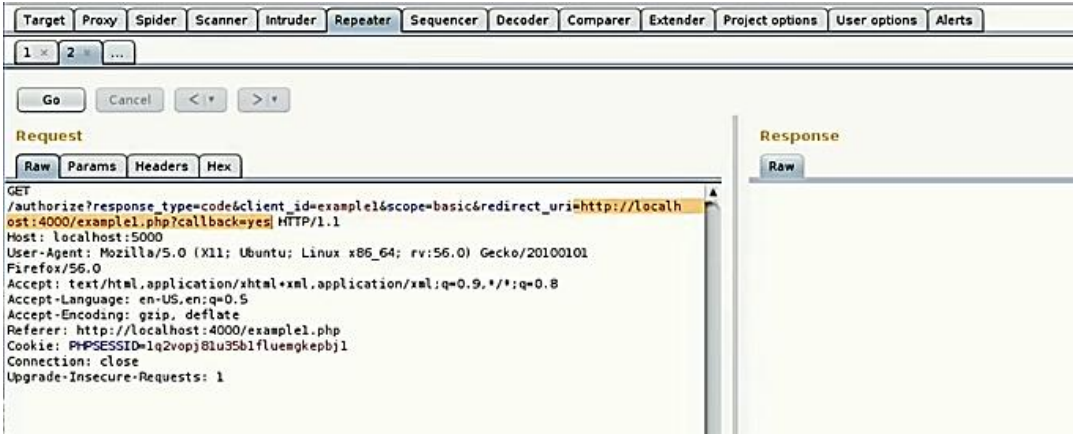 Target Proxy Spider Scanner Intruder Repeater Sequencer Decoder Comparer Extender Project options User options Alerts
1 × 2 × ...
Go Cancel < > 
Request
Response
Raw Params Headers Hex
Raw
GET
/authorize?response_type=code&client_id=example1&scope=basic&redirect_uri=http://localh
ost:4000/example1.php?callback=yes HTTP/1.1
Host: localhost:5000
User-Agent: Mozilla/5.0 (X11; Ubuntu; Linux x86_64; rv:56.0) Gecko/20100101
Firefox/56.0
Accept: text/html,application/xhtml+xml,application/xml;q=0.9,*/*;q=0.8
Accept-Language: en-US,en;q=0.5
Accept-Encoding: gzip, deflate
Referer: http://localhost:4000/example1.php
Cookie: PHPSESSID=1q2vopj81u35b1fluemgkepbj1
Connection: close
Upgrade-Insecure-Requests: 1